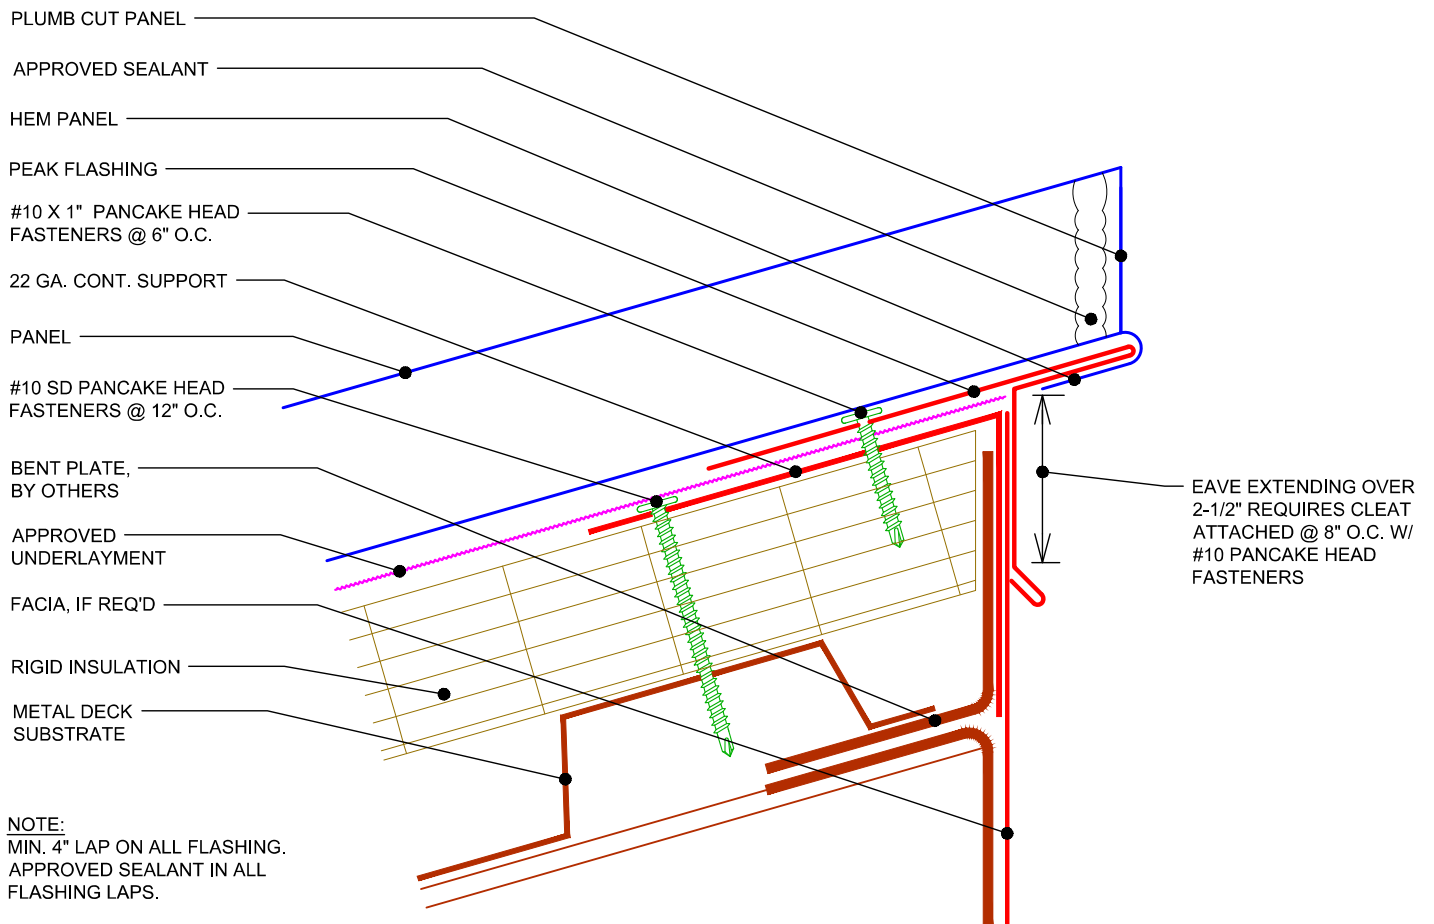 PLUMB CUT PANEL
APPROVED SEALANT
HEM PANEL
PEAK FLASHING
#10 X 1" PANCAKE HEAD
FASTENERS @ 6" O.C.
22 GA. CONT. SUPPORT
PANEL
#10 SD PANCAKE HEAD
FASTENERS @ 12" O.C.
BENT PLATE,
BY OTHERS
APPROVED
UNDERLAYMENT
FACIA, IF REQ'D
RIGID INSULATION
METAL DECK
SUBSTRATE
NOTE:
MIN. 4" LAP ON ALL FLASHING.
APPROVED SEALANT IN ALL
FLASHING LAPS.
EAVE EXTENDING OVER
2-1/2" REQUIRES CLEAT
ATTACHED @ 8" O.C. W/
#10 PANCAKE HEAD
FASTENERS